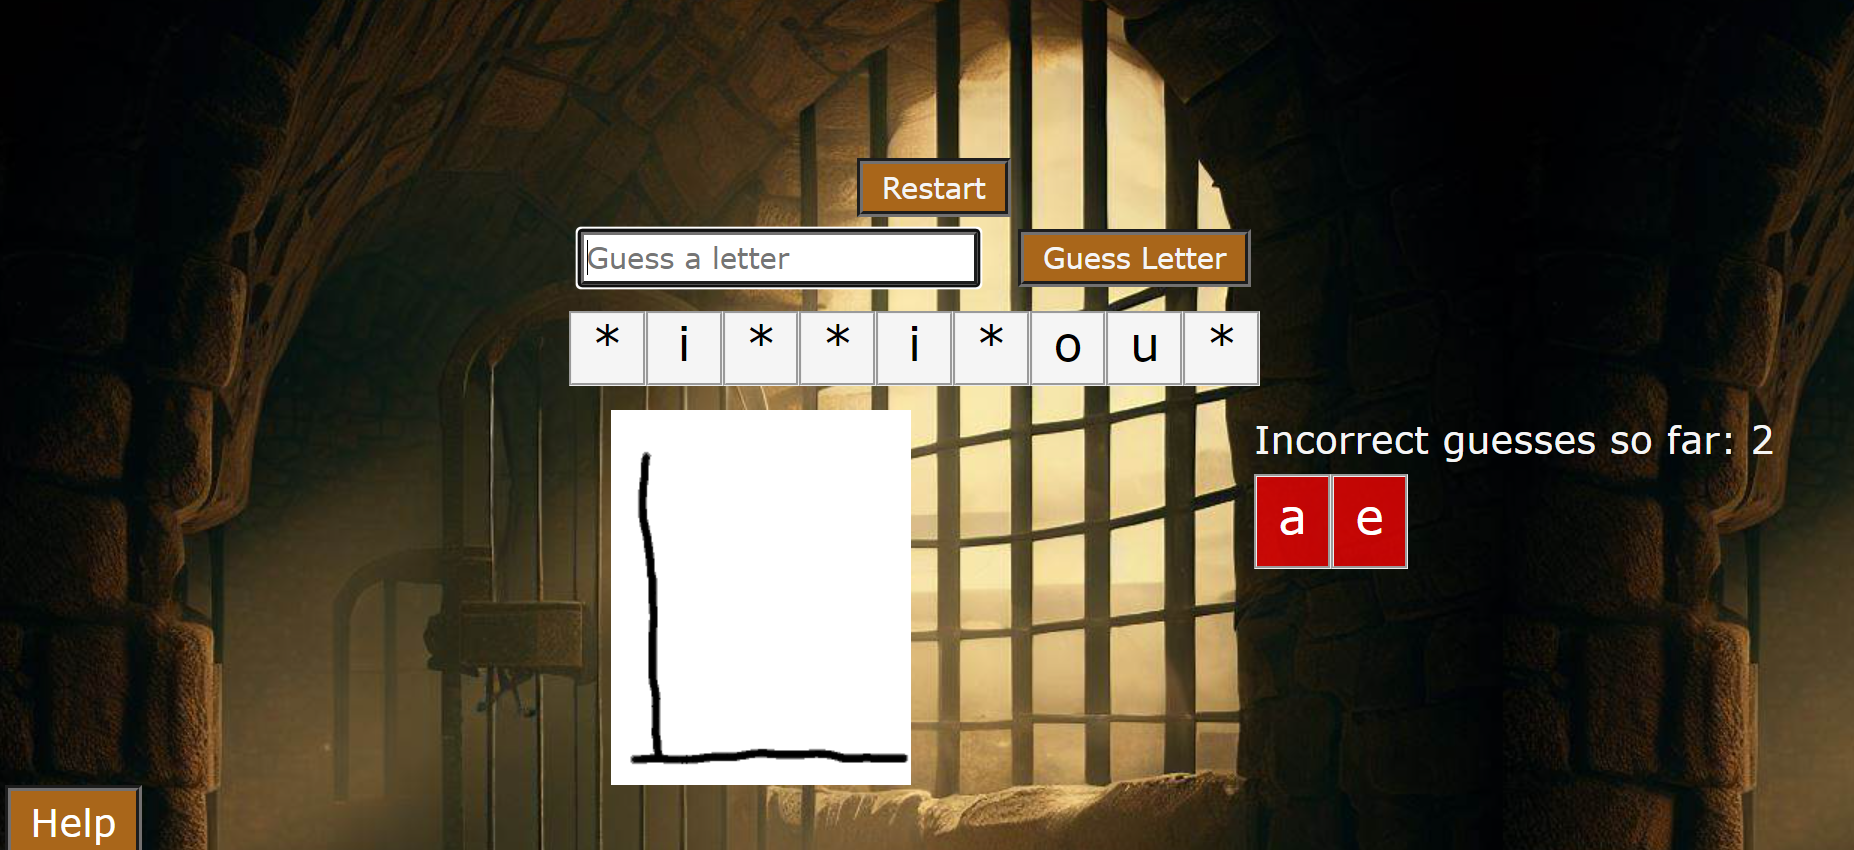 Restart
Guess a letter Guess Letter
* i * * i * o u *
Incorrect guesses so far: 2
a e
Help